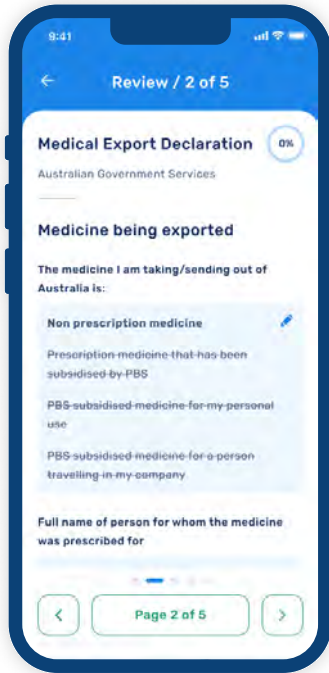 9:41
Review / 2 of 5
Medical Export Declaration
0%
Australian Government Services
Medicine being exported
The medicine I am taking/sending out of
Australia is:
Non prescription medicine
Prescription medicine that has been
subsidised by PBS
PBS subsidised medicine for my personal
use
PBS subsidised medicine for a person
travelling in my company
Full name of person for whom the medicine
was prescribed for
Page 2 of 5